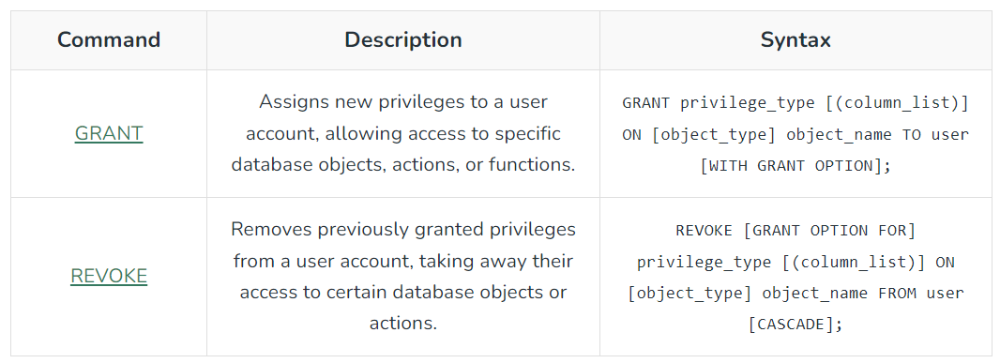 Command Description Syntax
GRANT
Assigns new privileges to a user
account, allowing access to specific
database objects, actions, or functions.
GRANT privilege_type [(column_list)]
ON [object_type] object_name TO user
[WITH GRANT OPTION];
REVOKE
Removes previously granted privileges
from a user account, taking away their
access to certain database objects or
actions.
REVOKE [GRANT OPTION FOR]
privilege_type [(column_list)] ON
[object_type] object_name FROM user
[CASCADE];